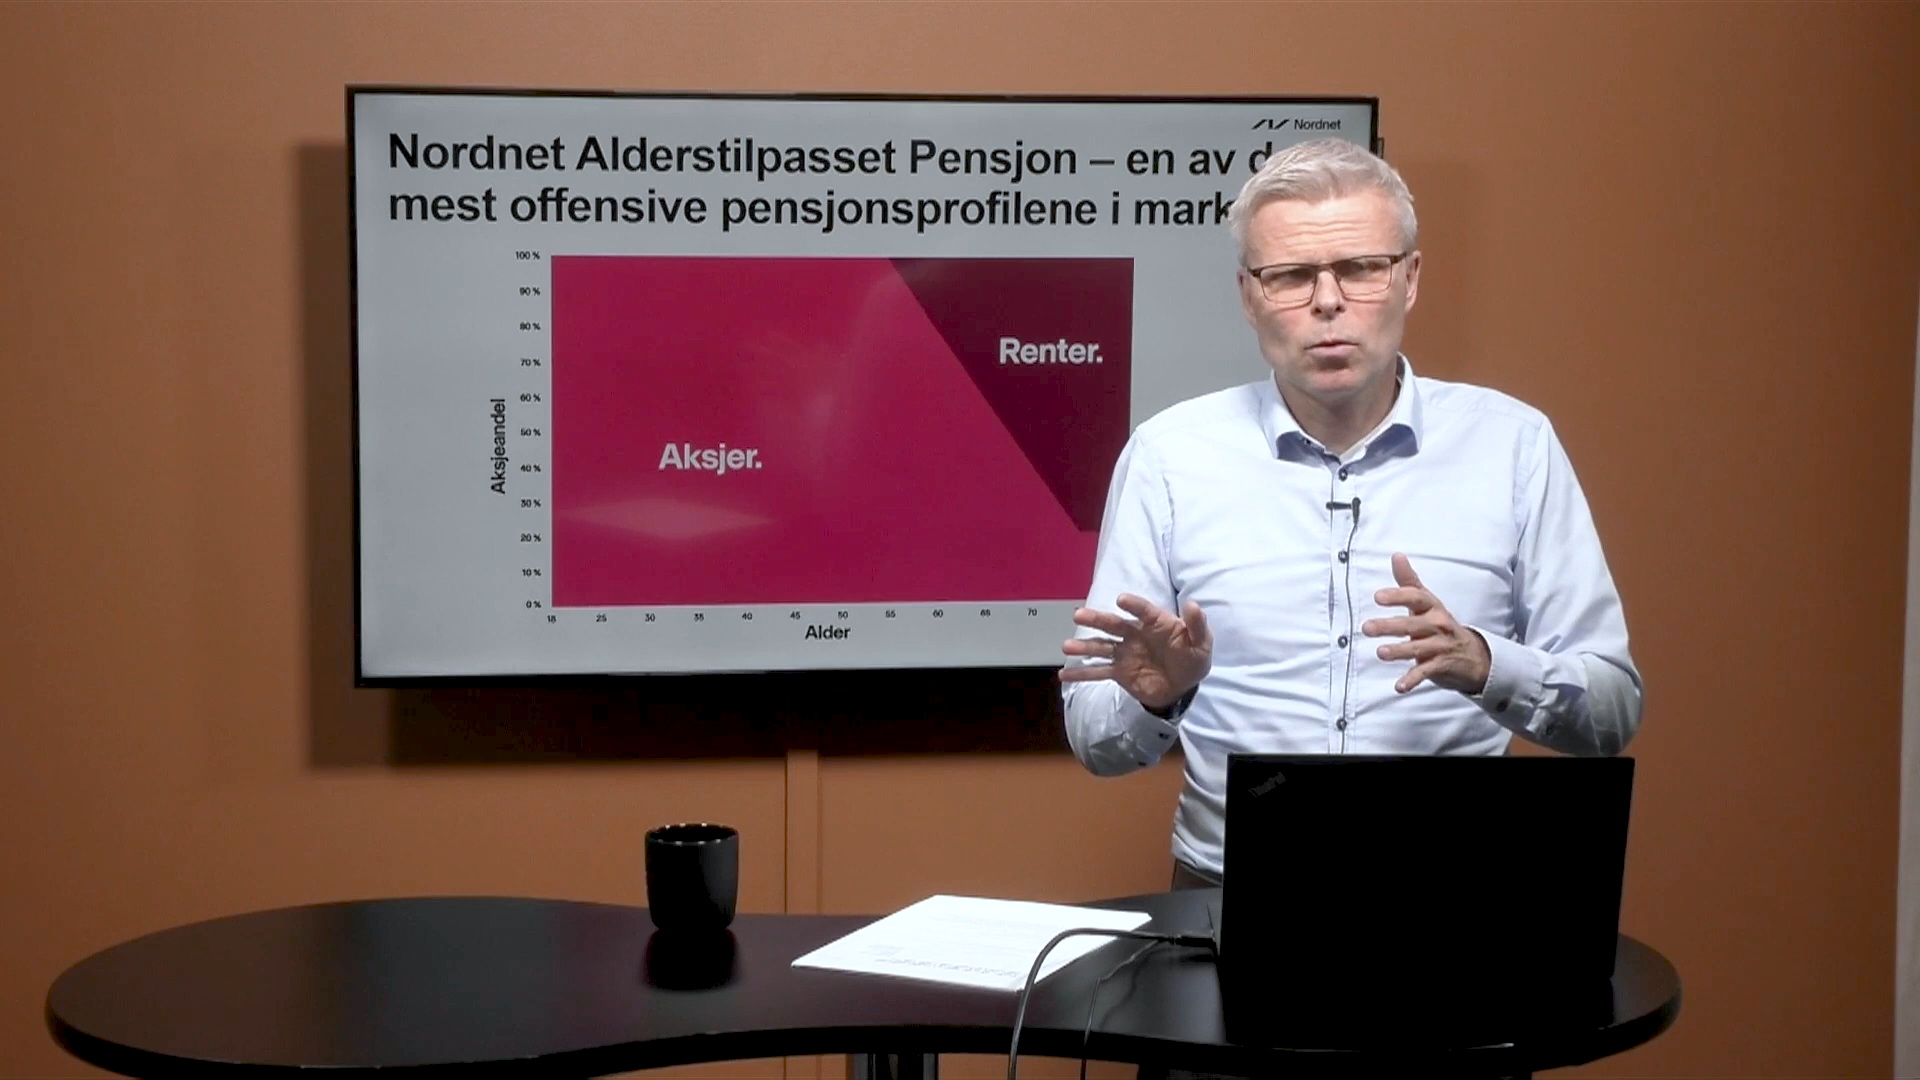 Nordnet
Nordnet Alderstilpasset Pensjon – en av d
mest offensive pensjonsprofilene i mark
100 %
90 %
80 %
70 %
60 %
50 %
40 %
30 %
20 %
10 %
0 %
Aksjeandel
Renter.
Aksjer.
18 25 30 35 40 45 50 55 60 65 70
Alder
ThinkPad